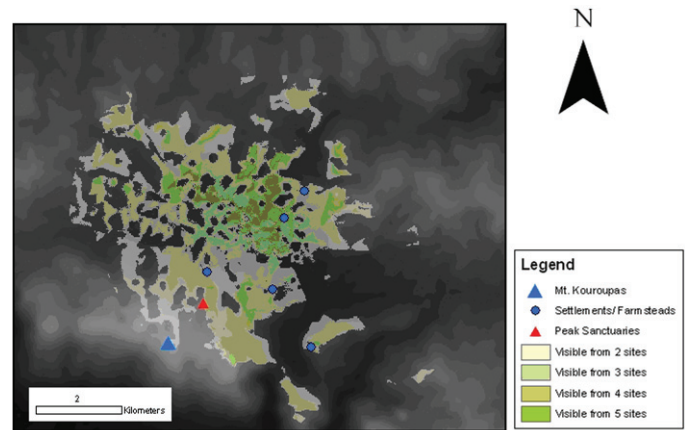 N
Legend
Mt. Kouroupas
Settlements/Farmsteads
Peak Sanctuaries
Visible from 2 sites
Visible from 3 sites
Visible from 4 sites
Visible from 5 sites
2
Kilometers